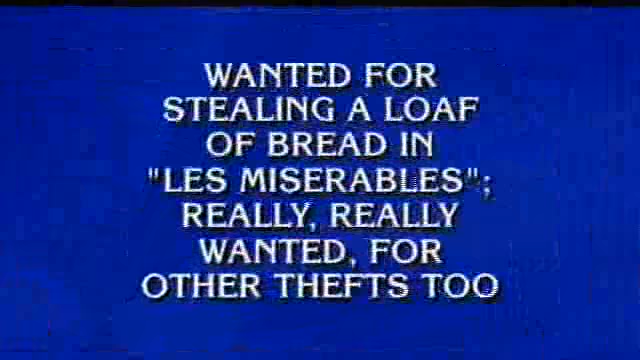 WANTED FOR
STEALING A LOAF
OF BREAD IN
"LES MISERABLES";
REALLY, REALLY
WANTED, FOR
OTHER THEFTS TOO